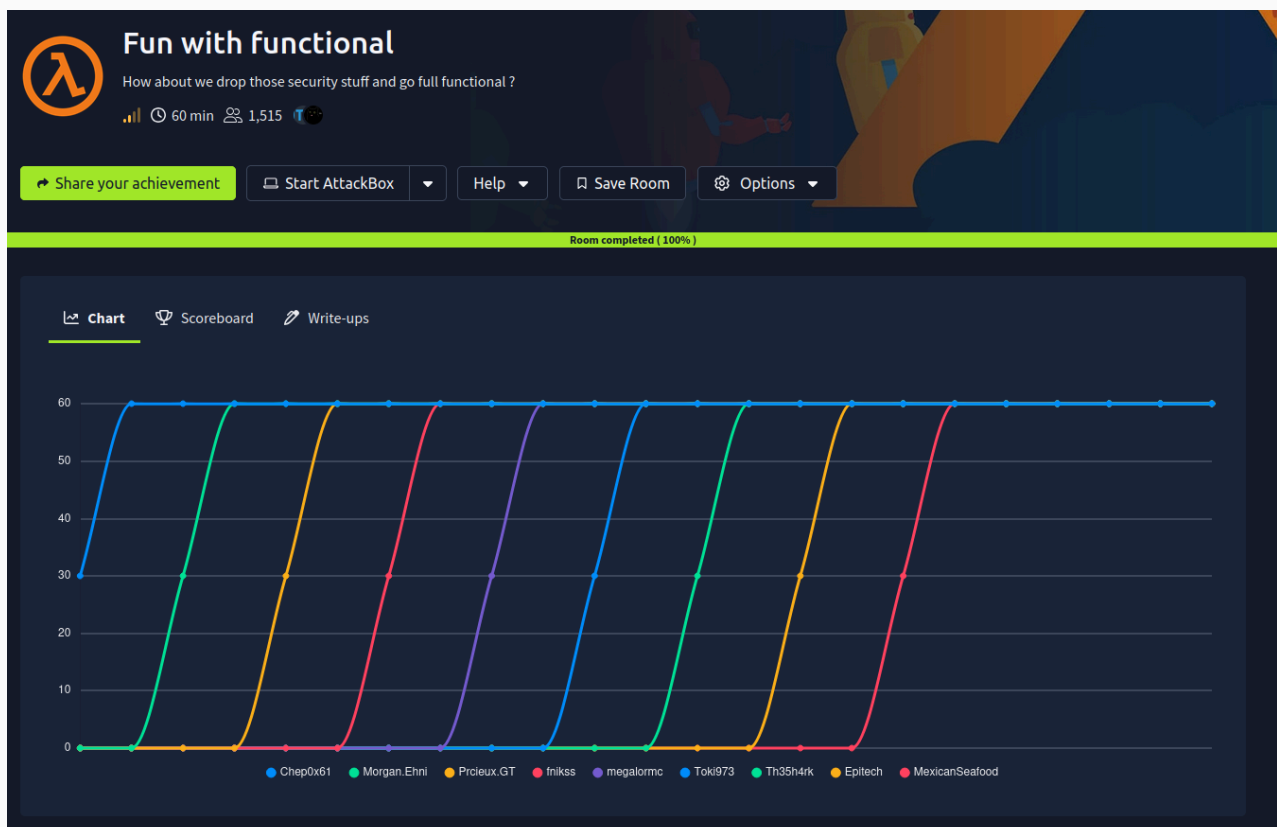 Fun with functional
How about we drop those security stuff and go full functional ?
60 min 1,515
Share your achievement Start AttackBox Help Save Room Options
Room completed ( 100% )
Chart Scoreboard Write-ups
60
50
40
30
20
10
0
Chep0x61 Morgan.Ehni Prcieux.GT fnikss megalormc Toki973 Th35h4rk Epitech MexicanSeafood